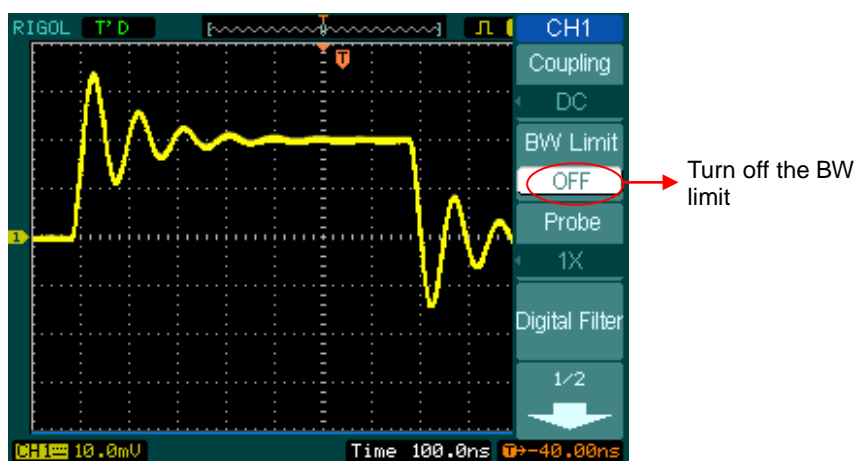 RIGOL T'D CH1
T
Coupling
DC
BW Limit
OFF
Turn off the BW
limit
Probe
1
1X
Digital Filter
1/2
CH1 10.0mV Time 100.0ns T→-40.00ns